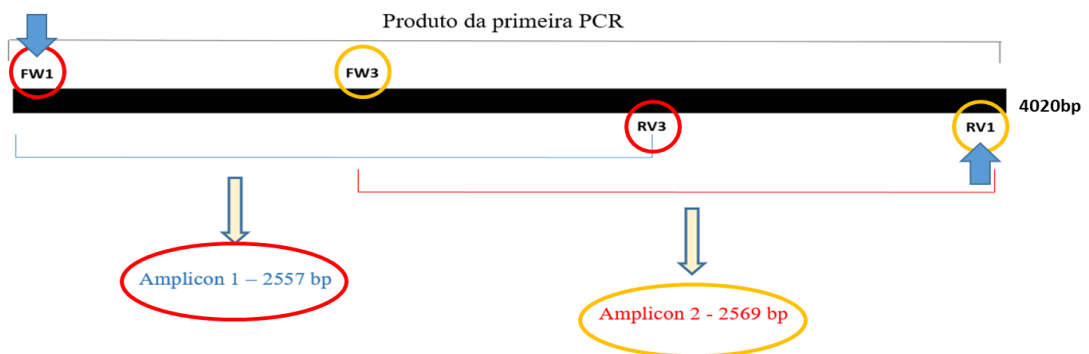 Produto da primeira PCR
FW1
FW3
4020bp
RV3
RV1
Amplicon 1 – 2557 bp
Amplicon 2 - 2569 bp